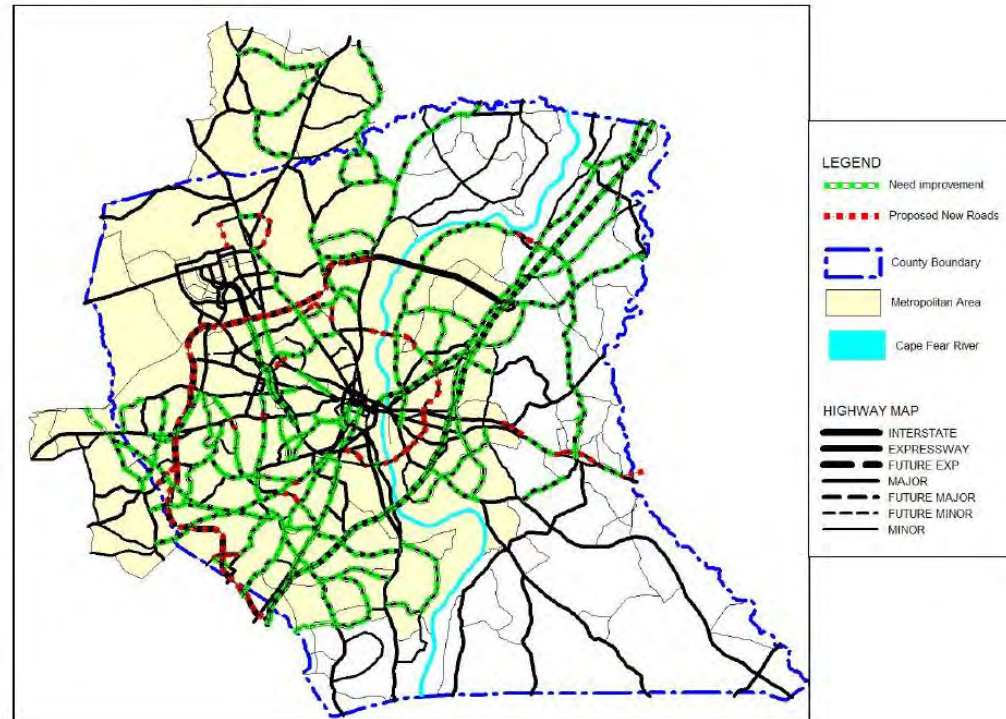 LEGEND
Need improvement
Proposed New Roads
County Boundary
Metropolitan Area
Cape Fear River
HIGHWAY MAP
INTERSTATE
EXPRESSWAY
FUTURE EXP
MAJOR
FUTURE MAJOR
FUTURE MINOR
MINOR